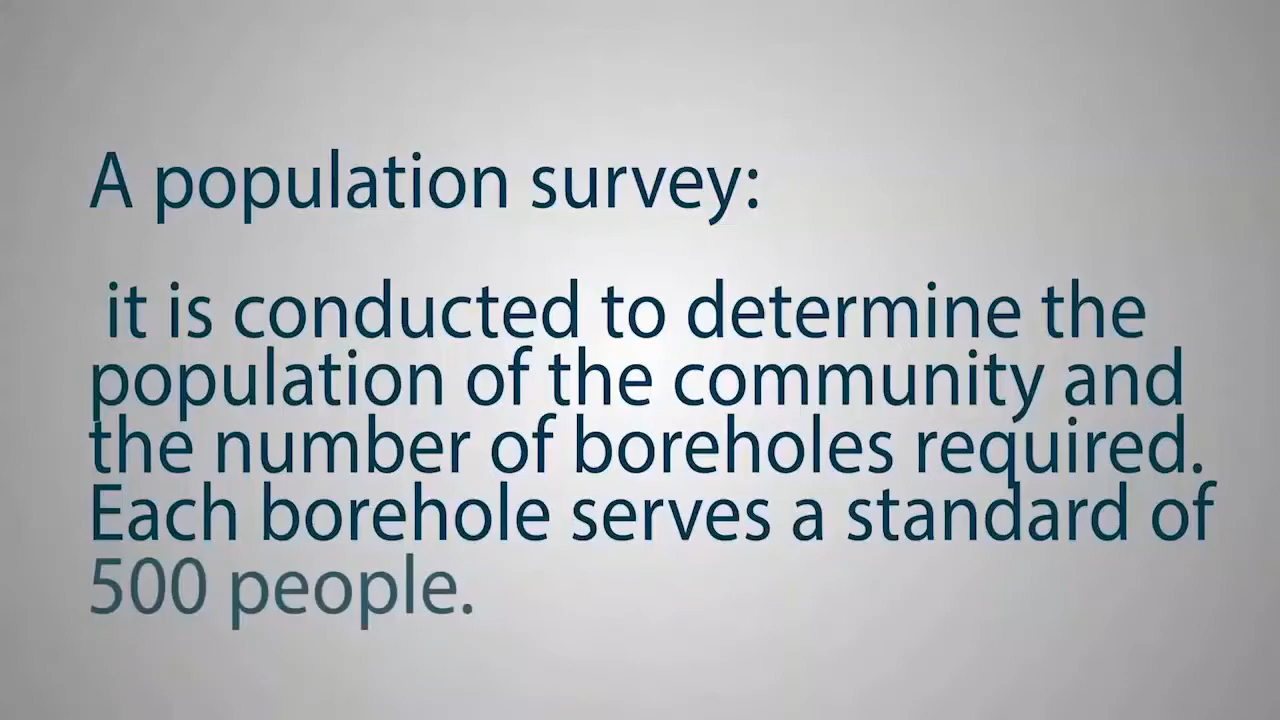 A population survey:
it is conducted to determine the
population of the community and
the number of boreholes required.
Each borehole serves a standard of
500 people.